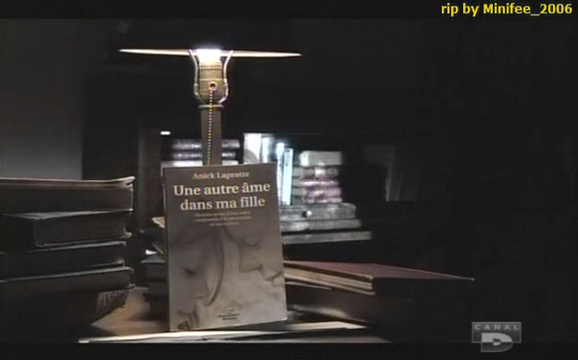 rip by Minifee_2006
Anick Lapratte
Une autre âme
dans ma fille
CANAL
D